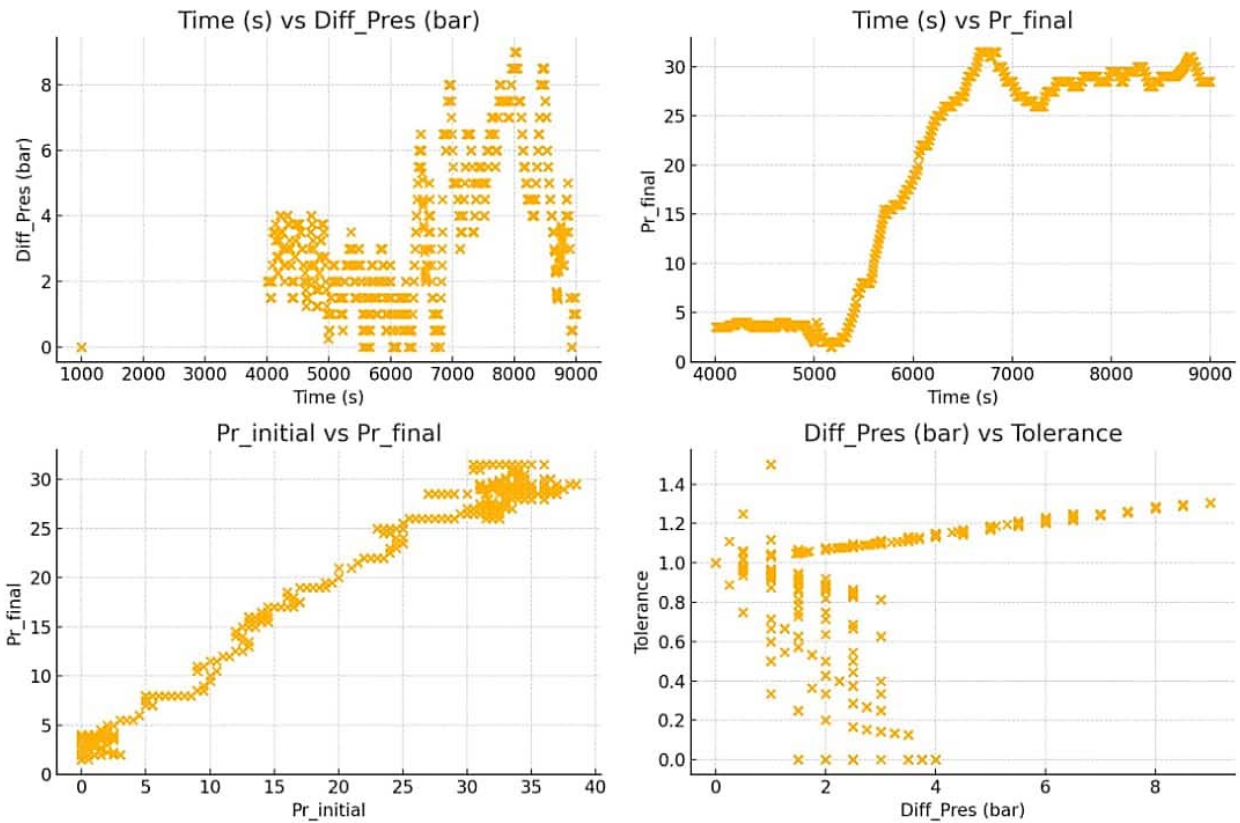 Time (s) vs Diff_Pres (bar)
Diff_Pres (bar)
8
6
4
2
0
1000 2000 3000 4000 5000 6000 7000 8000 9000
Time (s)
Time (s) vs Pr_final
Pr_final
30
25
20
15
10
5
0
4000 5000 6000 7000 8000 9000
Time (s)
Pr_initial vs Pr_final
Pr_final
30
25
20
15
10
5
0
0 5 10 15 20 25 30 35 40
Pr_initial
Diff_Pres (bar) vs Tolerance
Tolerance
1.4
1.2
1.0
0.8
0.6
0.4
0.2
0.0
0 2 4 6 8
Diff_Pres (bar)